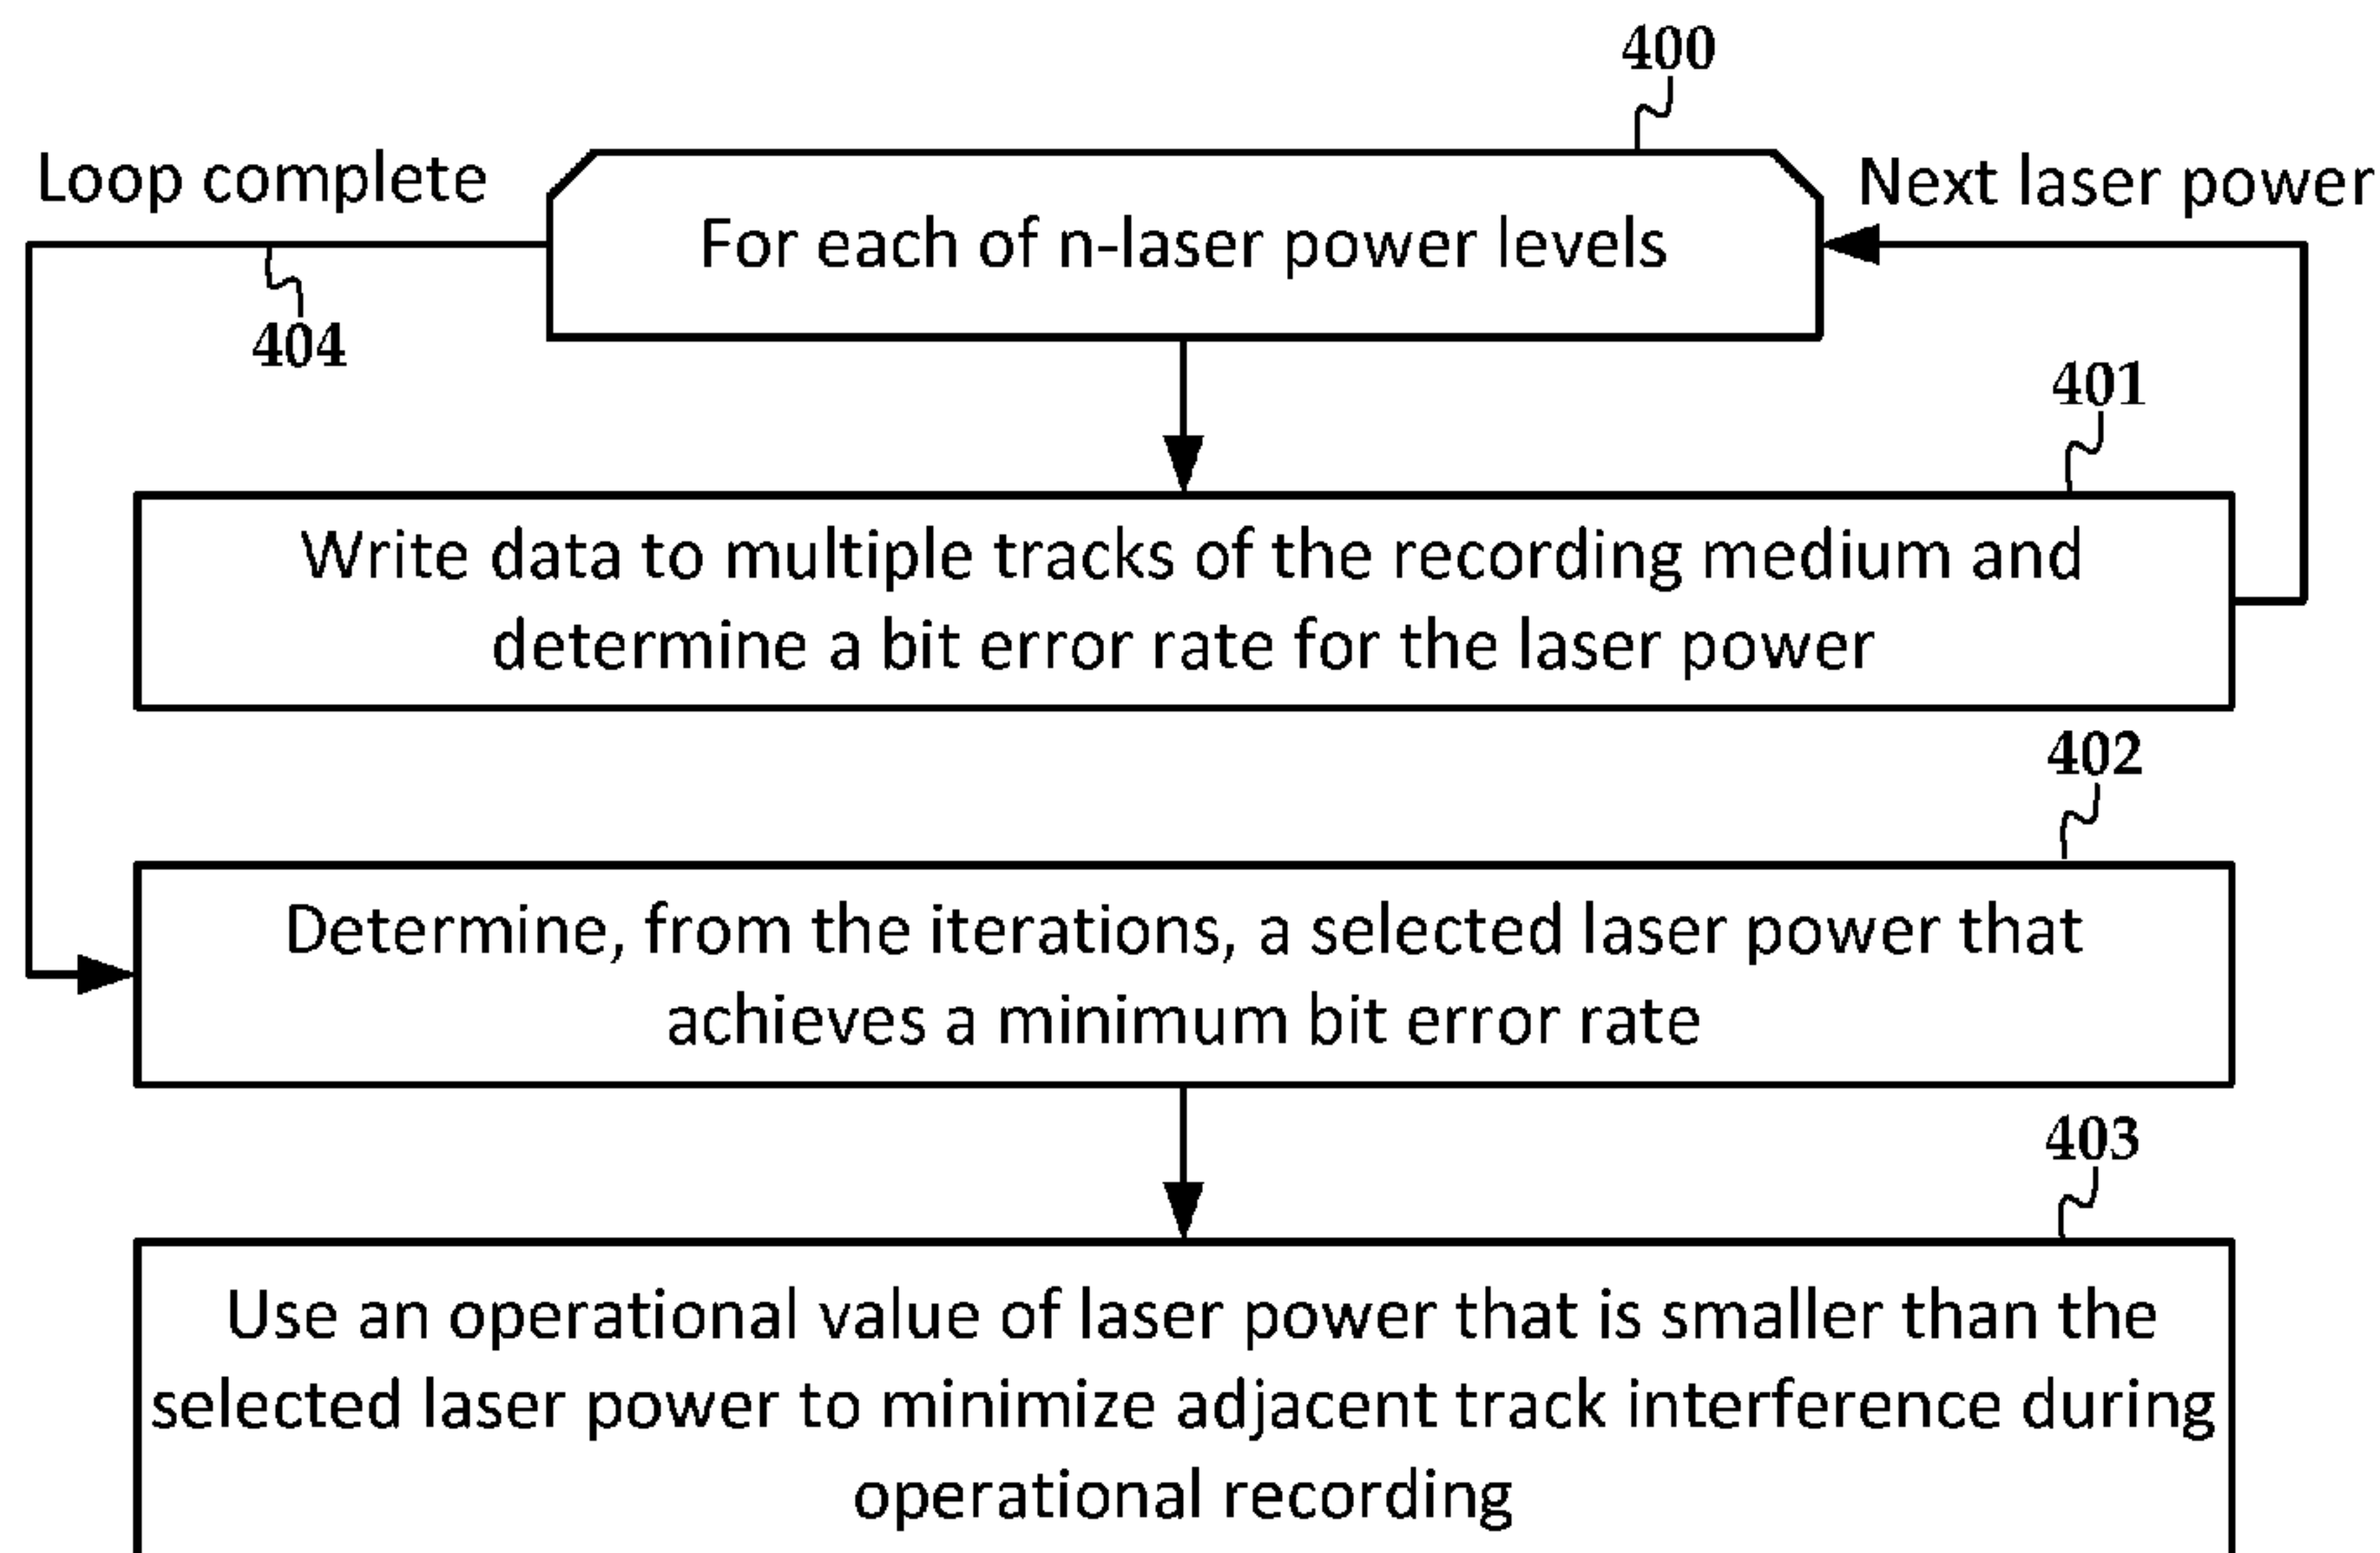 400
Loop complete
Next laser power
For each of n-laser power levels
404
401
Write data to multiple tracks of the recording medium and
determine a bit error rate for the laser power
402
Determine, from the iterations, a selected laser power that
achieves a minimum bit error rate
403
Use an operational value of laser power that is smaller than the
selected laser power to minimize adjacent track interference during
operational recording